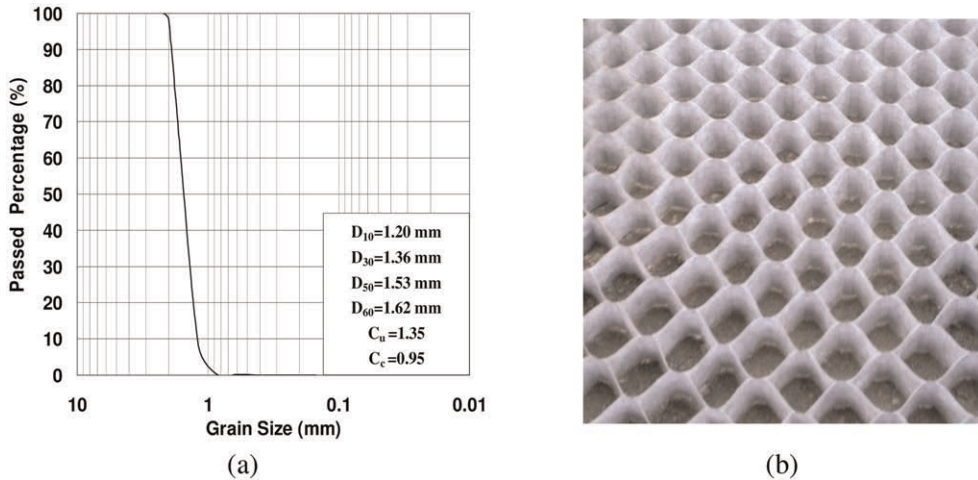 100
90
80
70
60
50
40
30
20
10
0
Passed Percentage (%)
D10=1.20 mm
D30=1.36 mm
D50=1.53 mm
D60=1.62 mm
Cu=1.35
Cc=0.95
10 1 0.1 0.01
Grain Size (mm)
(a) (b)